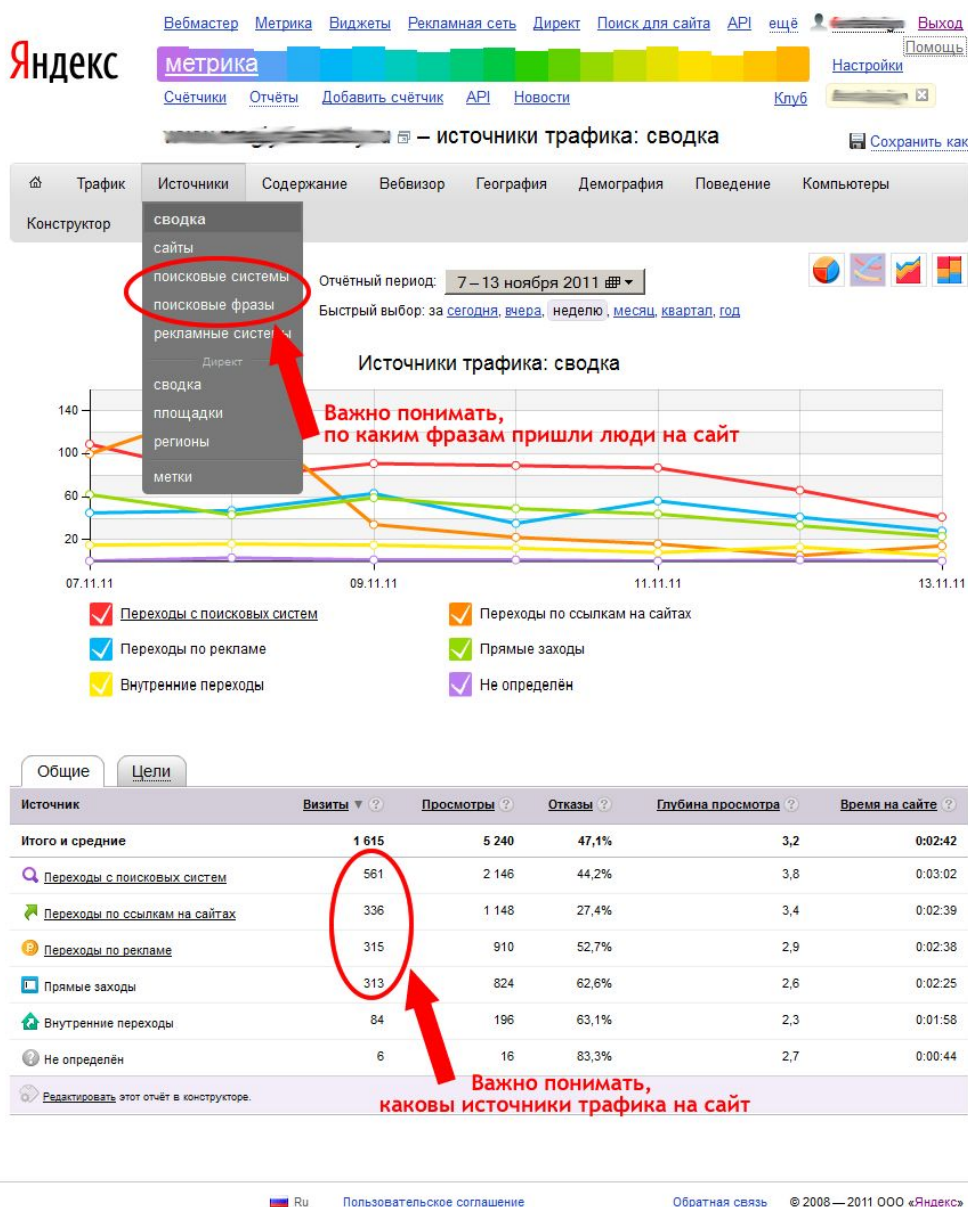 Вебмастер Метрика Виджеты Рекламная сеть Директ Поиск для сайта API ещё Выход
Помощь
Яндекс
метрика
Настройки
Счётчики Отчёты Добавить счётчик API Новости Клуб
– источники трафика: сводка
Сохранить как
Трафик Источники Содержание Вебвизор География Демография Поведение Компьютеры
Конструктор
сводка
сайты
поисковые системы
поисковые фразы
рекламные системы
Директ
сводка
площадки
регионы
метки
Отчётный период: 7 – 13 ноября 2011
Быстрый выбор: за сегодня, вчера, неделю, месяц, квартал, год
Источники трафика: сводка
Важно понимать,
по каким фразам пришли люди на сайт
140
100
60
20
07.11.11 09.11.11 11.11.11 13.11.11
Переходы с поисковых систем Переходы по ссылкам на сайтах
Переходы по рекламе Прямые заходы
Внутренние переходы Не определён
Общие Цели
Источник Визиты ▼ ? Просмотры ? Отказы ? Глубина просмотра ? Время на сайте ?
Итого и средние 1 615 5 240 47,1% 3,2 0:02:42
Переходы с поисковых систем 561 2 146 44,2% 3,8 0:03:02
Переходы по ссылкам на сайтах 336 1 148 27,4% 3,4 0:02:39
Переходы по рекламе 315 910 52,7% 2,9 0:02:38
Прямые заходы 313 824 62,6% 2,6 0:02:25
Внутренние переходы 84 196 63,1% 2,3 0:01:58
Не определён 6 16 83,3% 2,7 0:00:44
Редактировать этот отчёт в конструкторе.
Важно понимать,
каковы источники трафика на сайт
Ru Пользовательское соглашение Обратная связь © 2008 — 2011 ООО «Яндекс»